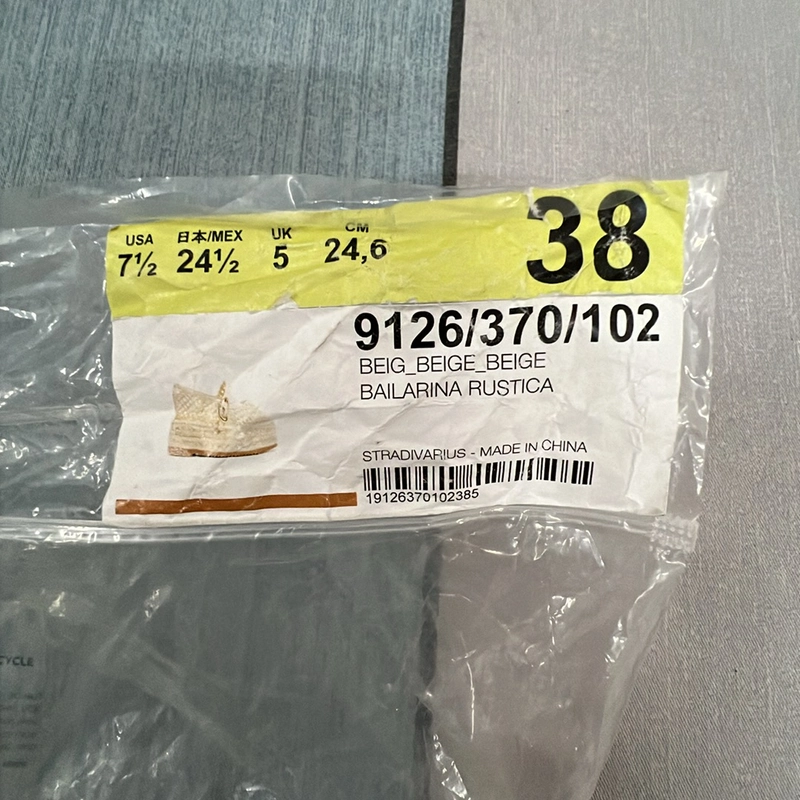 USA 日本/MEX UK CM
7½ 24½ 5 24,6
38
9126/370/102
BEIG_BEIGE_BEIGE
BAILARINA RUSTICA
STRADIVARIUS - MADE IN CHINA
19126370102385